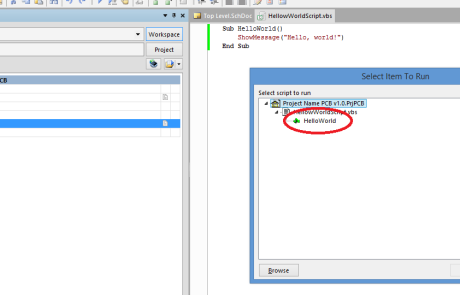 Top Level.SchDoc
HellowWorldScript.vbs
Workspace
Project
PCB
Sub HelloWorld()
ShowMessage("Hello, world!")
End Sub
Select Item To Run
Select script to run
Project Name PCB v1.0.PrjPCB
HellowWorldScript.vbs
HelloWorld
Browse